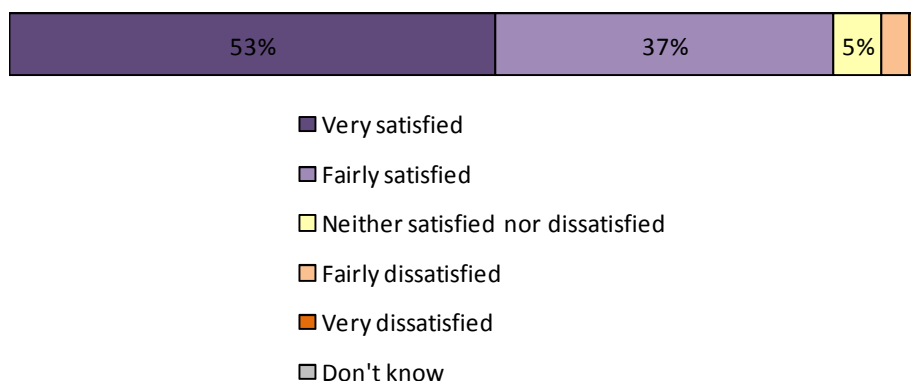 53% 37% 5%
Very satisfied
Fairly satisfied
Neither satisfied nor dissatisfied
Fairly dissatisfied
Very dissatisfied
Don't know